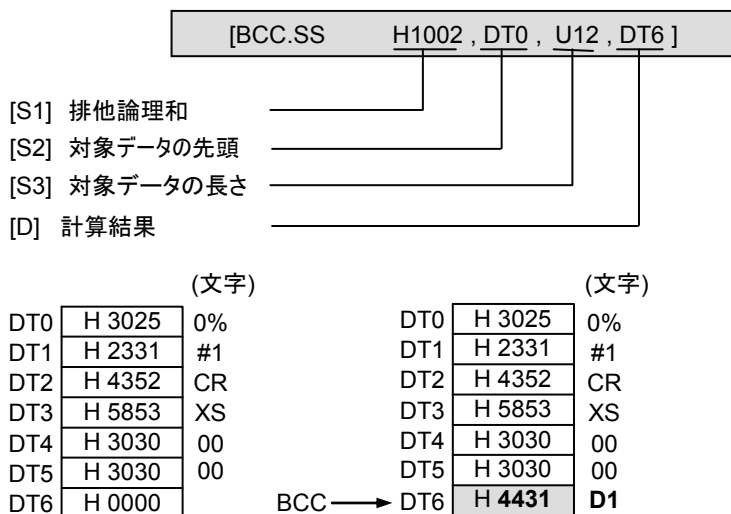 [BCC.SS H1002 , DT0 , U12 , DT6 ]
[S1] 排他論理和
[S2] 対象データの先頭
[S3] 対象データの長さ
[D] 計算結果
(文字)
DT0 H 3025 0%
DT1 H 2331 #1
DT2 H 4352 CR
DT3 H 5853 XS
DT4 H 3030 00
DT5 H 3030 00
DT6 H 0000
(文字)
DT0 H 3025 0%
DT1 H 2331 #1
DT2 H 4352 CR
DT3 H 5853 XS
DT4 H 3030 00
DT5 H 3030 00
BCC DT6 H 4431 D1